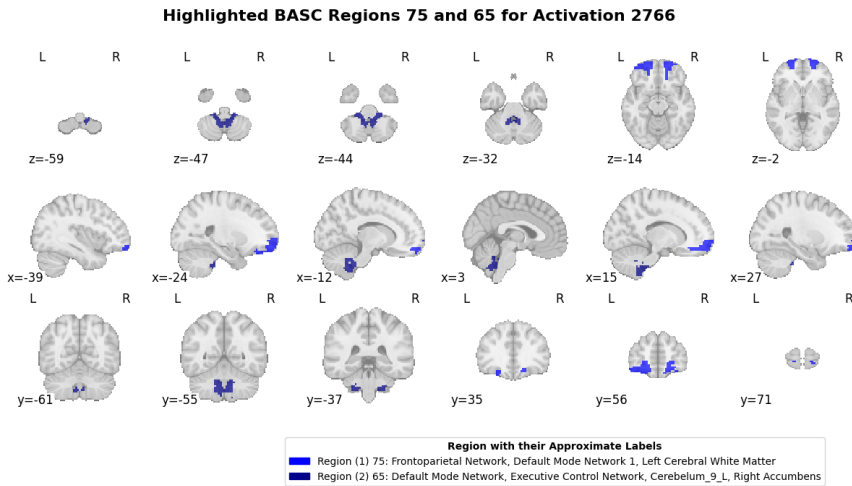 Highlighted BASC Regions 75 and 65 for Activation 2766
L R L R L R L R L R L R
z=-59 z=-47 z=-44 z=-32 z=-14 z=-2
x=-39 x=-24 x=-12 x=3 x=15 x=27
L R L R L R L R L R L R
y=-61 y=-55 y=-37 y=35 y=56 y=71
Region with their Approximate Labels
Region (1) 75: Frontoparietal Network, Default Mode Network 1, Left Cerebral White Matter
Region (2) 65: Default Mode Network, Executive Control Network, Cerebelum_9_L, Right Accumbens